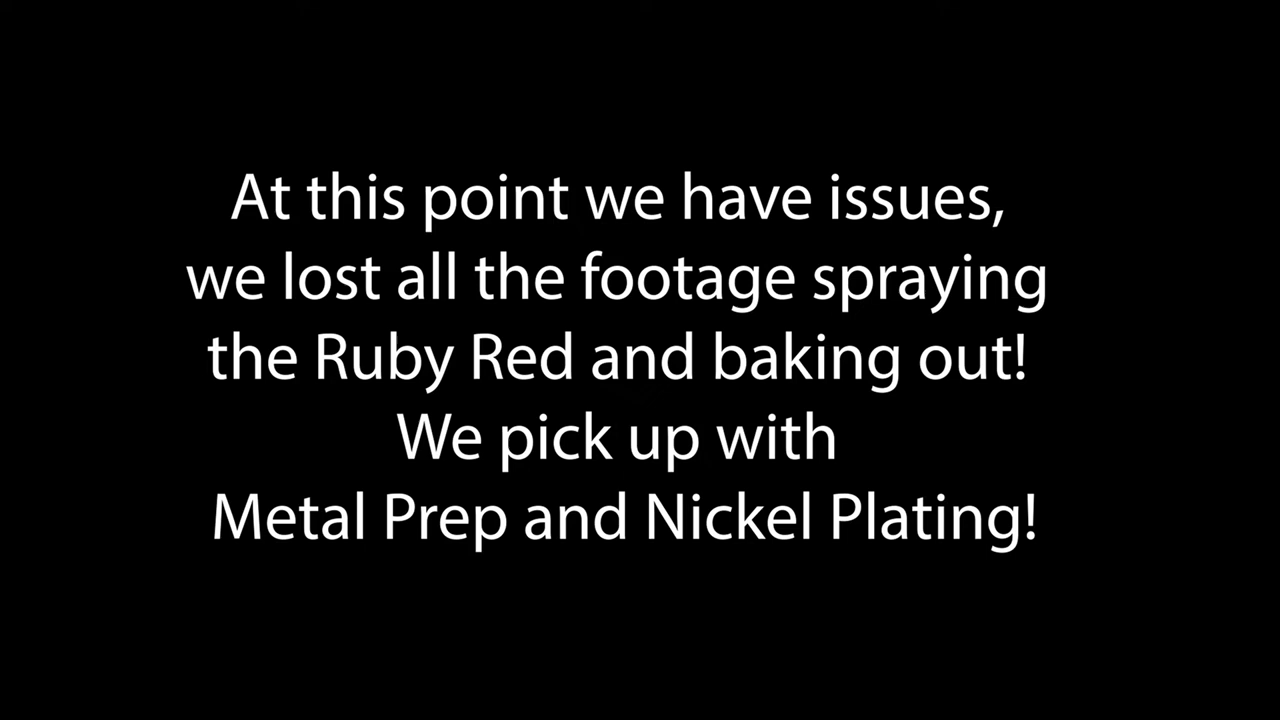 At this point we have issues,
we lost all the footage spraying
the Ruby Red and baking out!
We pick up with
Metal Prep and Nickel Plating!